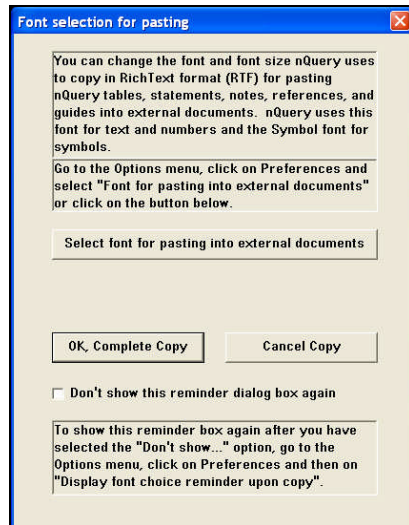 Font selection for pasting
You can change the font and font size nQuery uses
to copy in RichText format (RTF) for pasting
nQuery tables, statements, notes, references, and
guides into external documents.  nQuery uses this
font for text and numbers and the Symbol font for
symbols.
Go to the Options menu, click on Preferences and
select "Font for pasting into external documents"
or click on the button below.
Select font for pasting into external documents
OK, Complete Copy
Cancel Copy
Don't show this reminder dialog box again
To show this reminder box again after you have
selected the "Don't show..." option, go to the
Options menu, click on Preferences and then on
"Display font choice reminder upon copy".